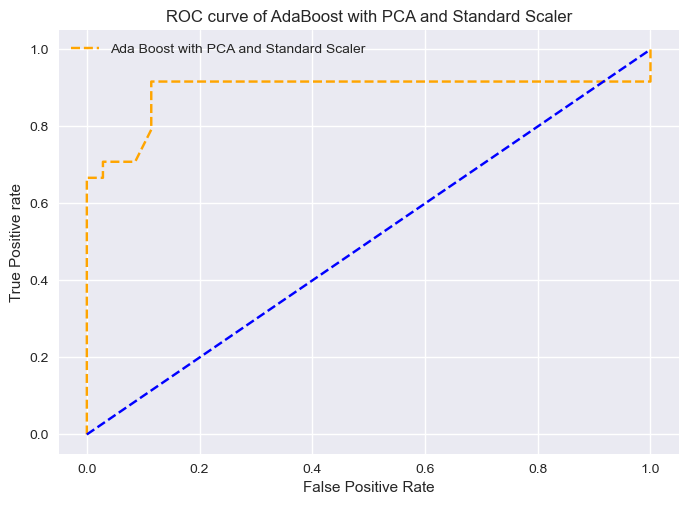 ROC curve of AdaBoost with PCA and Standard Scaler
Ada Boost with PCA and Standard Scaler
1.0
0.8
0.6
0.4
0.2
0.0
True Positive rate
0.0 0.2 0.4 0.6 0.8 1.0
False Positive Rate